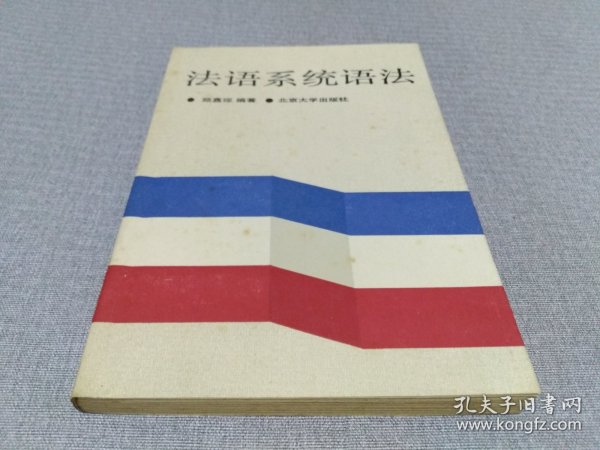 法语系统语法
● 编著 ● 北京大学出版社
孔夫子旧书网
www.kongfz.com